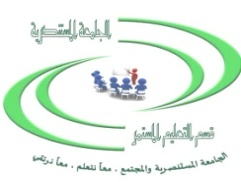 الجامعة المستنصرية
قسم التعليم المستمر
الجامعة المستنصرية والمجتمع . معاً نتعلم . معاً نرتقي